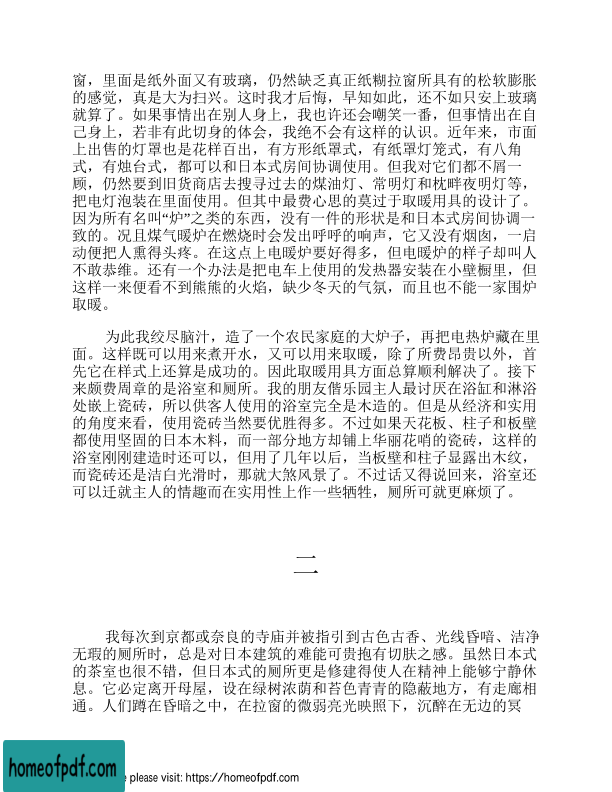 窗，里面是纸外面又有玻璃，仍然缺乏真正纸糊拉窗所具有的松软膨胀
的感觉，真是大为扫兴。这时我才后悔，早知如此，还不如只安上玻璃
就算了。如果事情出在别人身上，我也许还会嘲笑一番，但事情出在自
己身上，若非有此切身的体会，我绝不会有这样的认识。近年来，市面
上出售的灯罩也是花样百出，有方形纸罩式，有纸罩灯笼式，有八角
式，有烛台式，都可以和日本式房间协调使用。但我对它们都不屑一
顾，仍然要到旧货商店去搜寻过去的煤油灯、常明灯和枕畔夜明灯等，
把电灯泡装在里面使用。但其中最费心思的莫过于取暖用具的设计了。
因为所有名叫“炉”之类的东西，没有一件的形状是和日本式房间协调一
致的。况且煤气暖炉在燃烧时会发出呼呼的响声，它又没有烟囱，一启
动便把人熏得头疼。在这点上电暖炉要好得多，但电暖炉的样子却叫人
不敢恭维。还有一个办法是把电车上使用的发热器安装在小壁橱里，但
这样一来便看不到熊熊的火焰，缺少冬天的气氛，而且也不能一家围炉
取暖。
为此我绞尽脑汁，造了一个农民家庭的大炉子，再把电热炉藏在里
面。这样既可以用来煮开水，又可以用来取暖，除了所费昂贵以外，首
先它在样式上还算是成功的。因此取暖用具方面总算顺利解决了。接下
来颇费周章的是浴室和厕所。我的朋友偕乐园主人最讨厌在浴缸和淋浴
处嵌上瓷砖，所以供客人使用的浴室完全是木造的。但是从经济和实用
的角度来看，使用瓷砖当然要优胜得多。不过如果天花板、柱子和板壁
都使用坚固的日本木料，而一部分地方却铺上华丽花哨的瓷砖，这样的
浴室刚刚建造时还可以，但用了几年以后，当板壁和柱子显露出木纹，
而瓷砖还是洁白光滑时，那就大煞风景了。不过话又得说回来，浴室还
可以迁就主人的情趣而在实用性上作一些牺牲，厕所可就更麻烦了。
二
我每次到京都或奈良的寺庙并被指引到古色古香、光线昏暗、洁净
无瑕的厕所时，总是对日本建筑的难能可贵抱有切肤之感。虽然日本式
的茶室也很不错，但日本式的厕所更是修建得使人在精神上能够宁静休
息。它必定离开母屋，设在绿树浓荫和苔色青青的隐蔽地方，有走廊相
通。人们蹲在昏暗之中，在拉窗的微弱亮光映照下，沉醉在无边的冥
homeofpdf.com
e please visit: https://homeofpdf.com